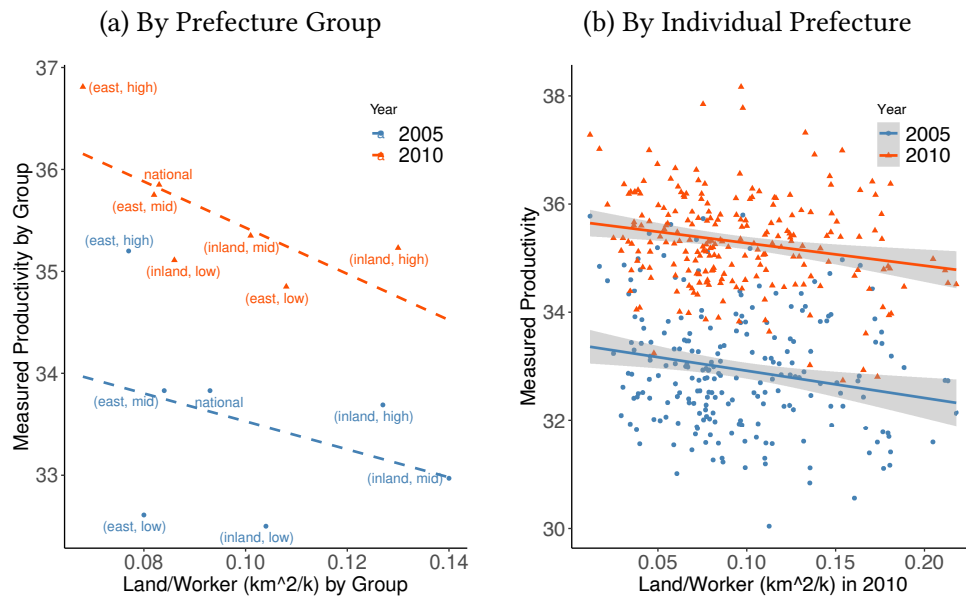 (a) By Prefecture Group
37
36
35
34
33
Measured Productivity by Group
(east, high)
Year
2005
2010
national
(east, mid)
(east, high)
(inland, mid)
(inland, high)
(inland, low)
(east, low)
(east, mid)
national
(inland, high)
(inland, mid)
(east, low)
(inland, low)
0.08
0.10
0.12
0.14
Land/Worker (km^2/k) by Group
(b) By Individual Prefecture
38
36
34
32
30
Measured Productivity
Year
2005
2010
0.05
0.10
0.15
0.20
Land/Worker (km^2/k) in 2010